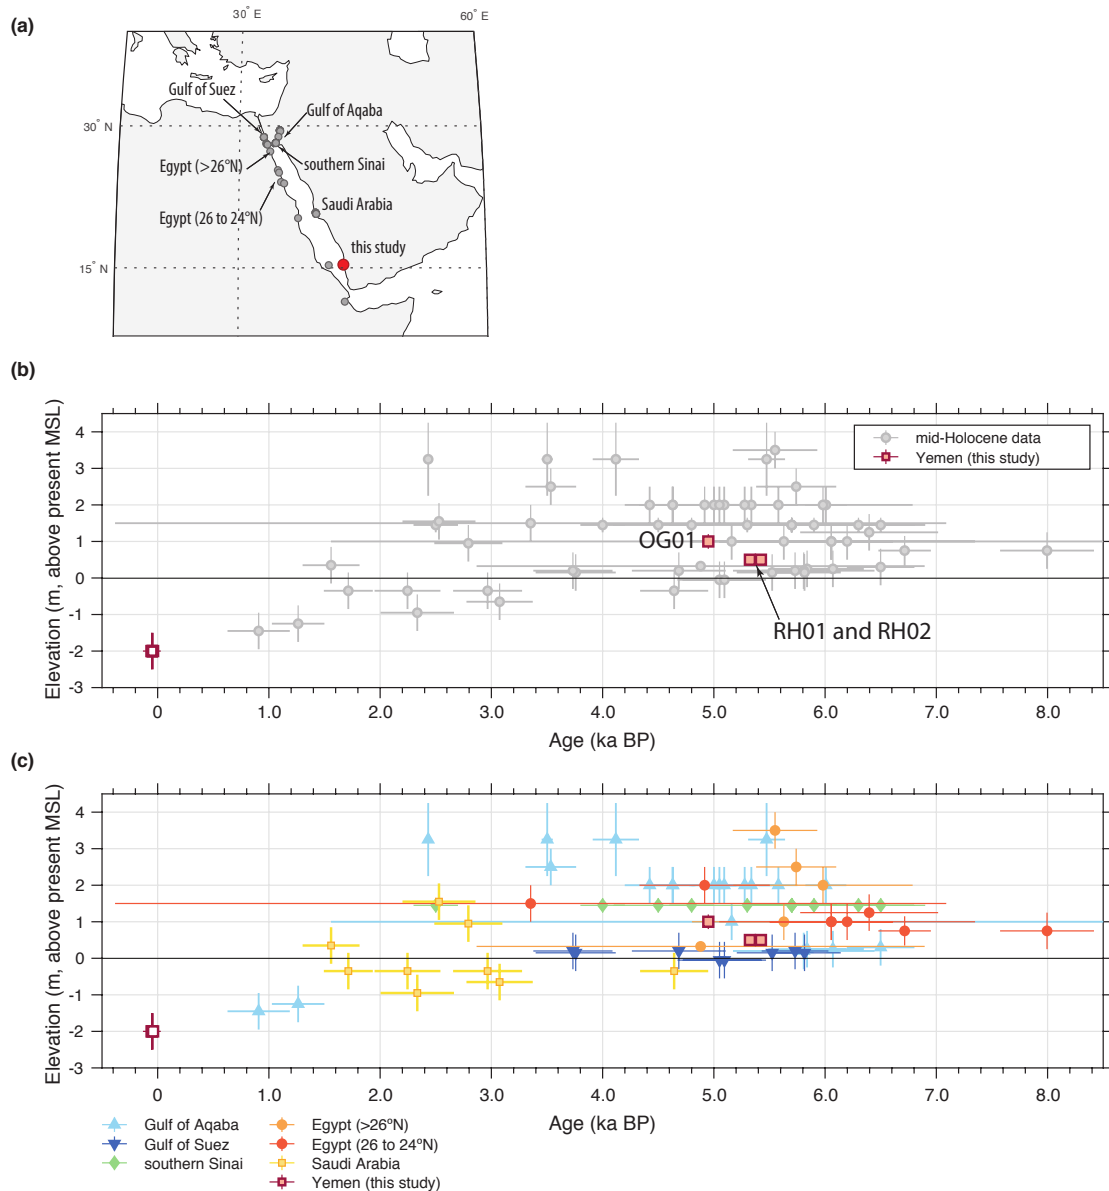 (a)
30° E
60° E
Gulf of Suez
Gulf of Aqaba
30° N
Egypt (>26°N)
southern Sinai
Saudi Arabia
Egypt (26 to 24°N)
this study
15° N
(b)
4
3
2
1
0
-1
-2
-3
Elevation (m, above present MSL)
mid-Holocene data
Yemen (this study)
OG01
RH01 and RH02
0 1.0 2.0 3.0 4.0 5.0 6.0 7.0 8.0
Age (ka BP)
(c)
4
3
2
1
0
-1
-2
-3
Elevation (m, above present MSL)
0 1.0 2.0 3.0 4.0 5.0 6.0 7.0 8.0
Age (ka BP)
Gulf of Aqaba
Gulf of Suez
southern Sinai
Egypt (>26°N)
Egypt (26 to 24°N)
Saudi Arabia
Yemen (this study)